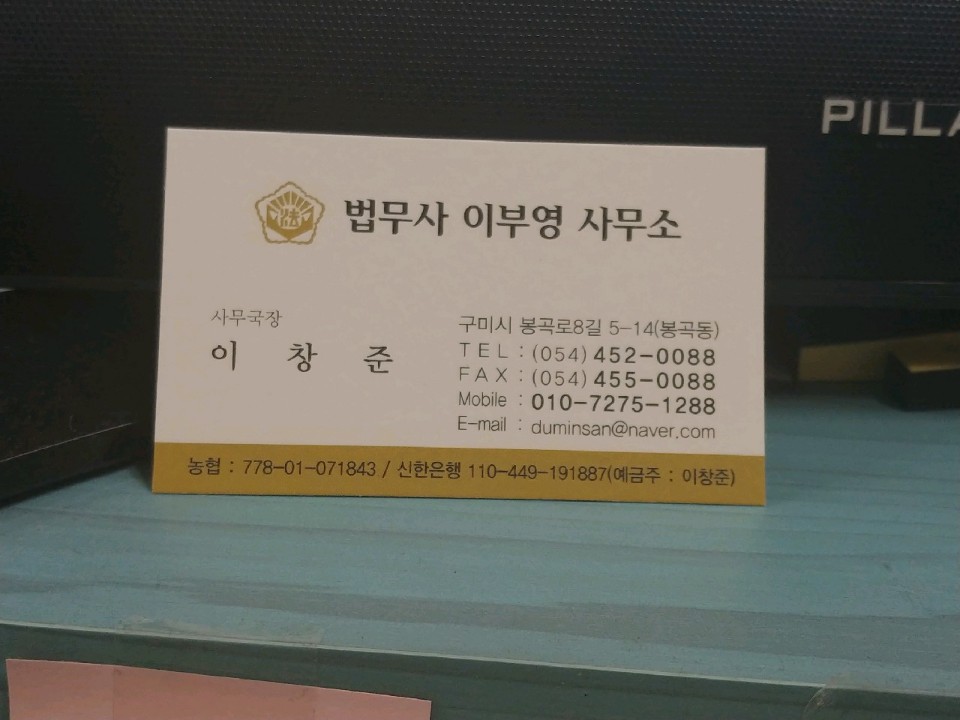 PILLA
法
법무사 이부영 사무소
사무국장
이 창 준
구미시 봉곡로8길 5-14(봉곡동)
TEL : (054) 452-0088
FAX : (054) 455-0088
Mobile : 010-7275-1288
E-mail : duminsan@naver.com
농협 : 778-01-071843 / 신한은행 110-449-191887(예금주 : 이창준)